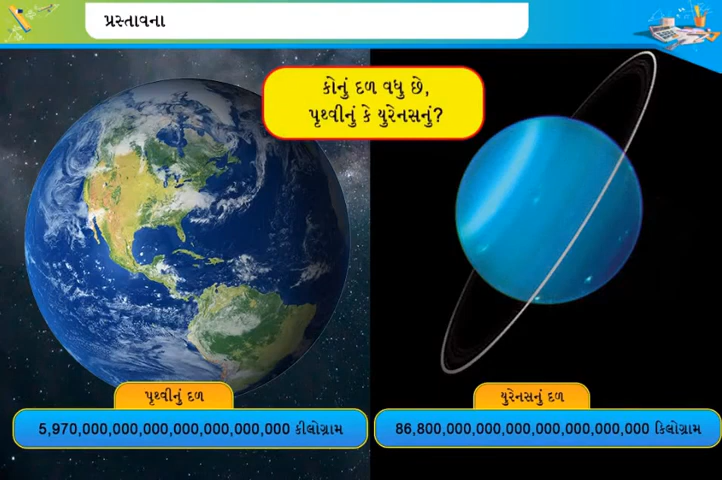 પ્રસ્તાવના
કોનું દળ વધુ છે,
પૃથ્વીનું કે યુરેનસનું?
પૃથ્વીનું દળ
5,970,000,000,000,000,000,000,000 કીલોગ્રામ
યુરેનસનું દળ
86,800,000,000,000,000,000,000,000 કિલોગ્રામ